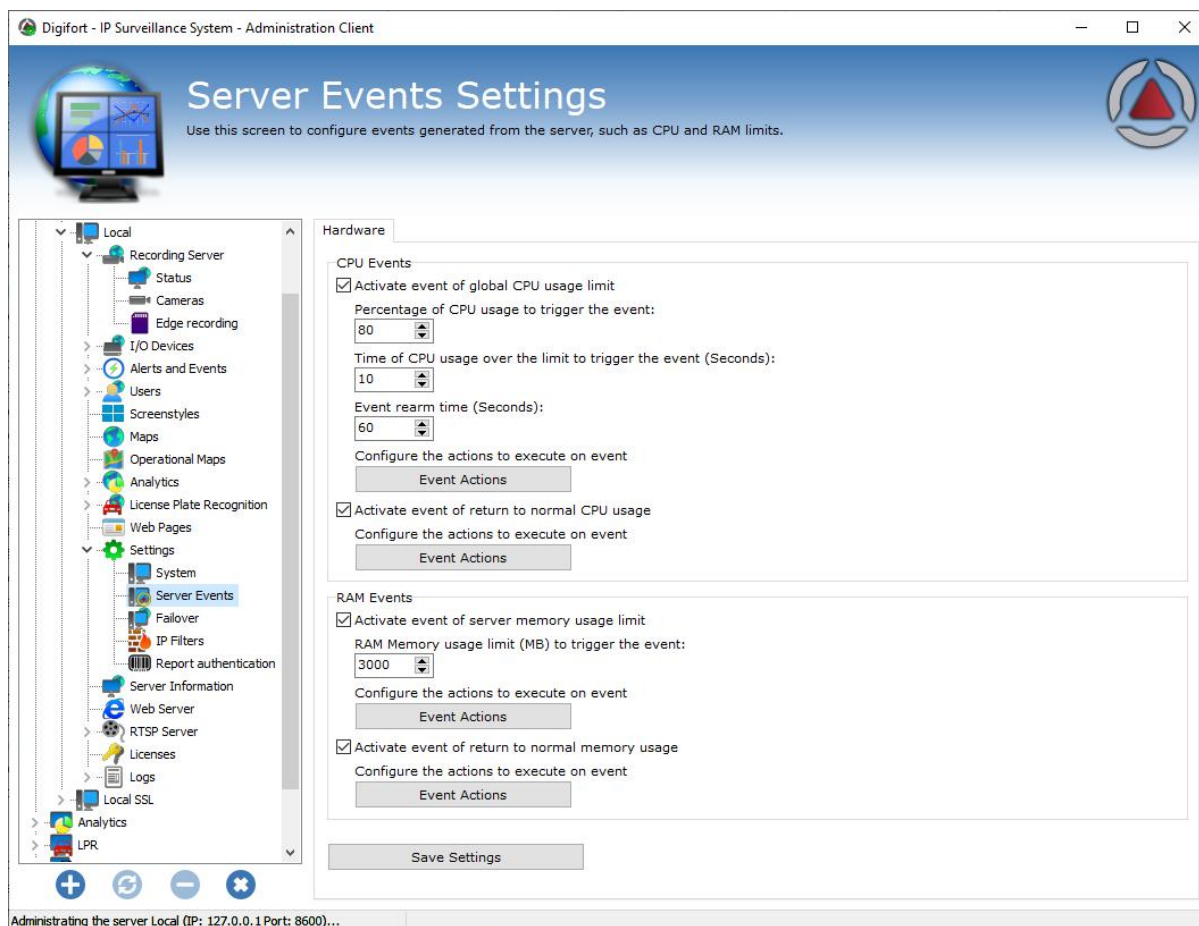 Digifort - IP Surveillance System - Administration Client
Server Events Settings
Use this screen to configure events generated from the server, such as CPU and RAM limits.
Local
Recording Server
Status
Cameras
Edge recording
I/O Devices
Alerts and Events
Users
Screenstyles
Maps
Operational Maps
Analytics
License Plate Recognition
Web Pages
Settings
System
Server Events
Failover
IP Filters
Report authentication
Server Information
Web Server
RTSP Server
Licenses
Logs
Local SSL
Analytics
LPR
Hardware
CPU Events
Activate event of global CPU usage limit
Percentage of CPU usage to trigger the event:
80
Time of CPU usage over the limit to trigger the event (Seconds):
10
Event rearm time (Seconds):
60
Configure the actions to execute on event
Event Actions
Activate event of return to normal CPU usage
Configure the actions to execute on event
Event Actions
RAM Events
Activate event of server memory usage limit
RAM Memory usage limit (MB) to trigger the event:
3000
Configure the actions to execute on event
Event Actions
Activate event of return to normal memory usage
Configure the actions to execute on event
Event Actions
Save Settings
Administrating the server Local (IP: 127.0.0.1 Port: 8600)...